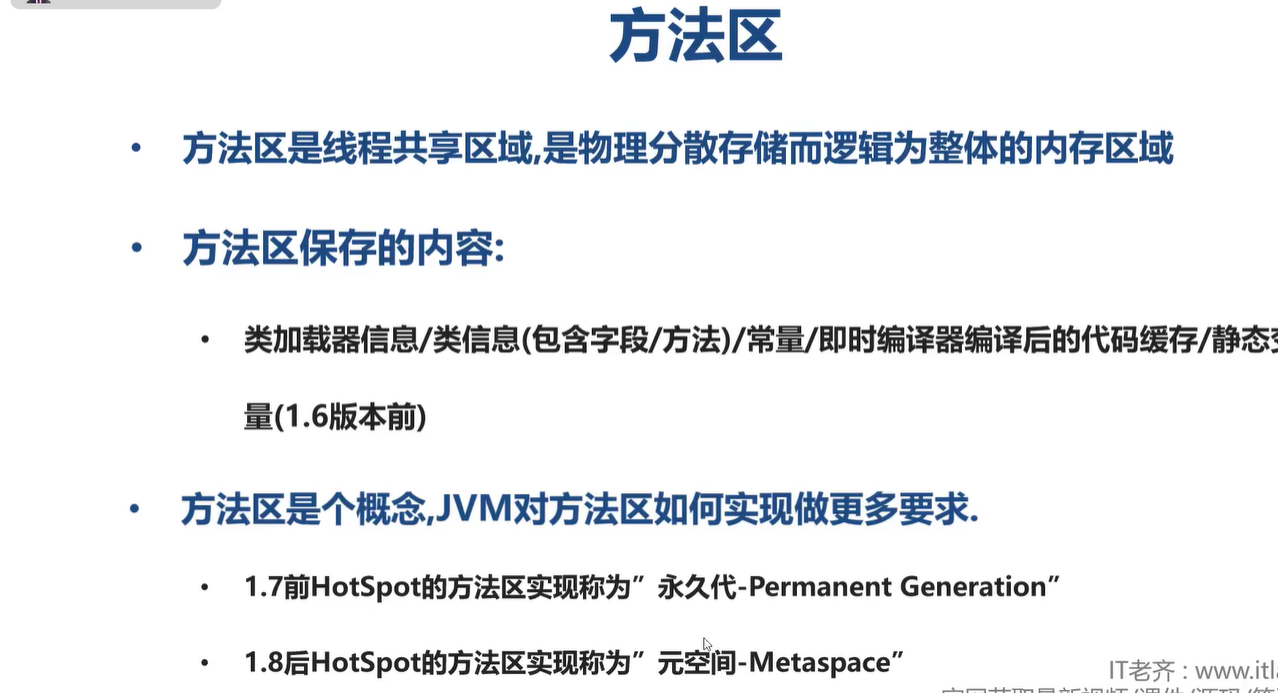 方法区
• 方法区是线程共享区域,是物理分散存储而逻辑为整体的内存区域
• 方法区保存的内容:
• 类加载器信息/类信息(包含字段/方法)/常量/即时编译器编译后的代码缓存/静态变
量(1.6版本前)
• 方法区是个概念,JVM对方法区如何实现做更多要求.
• 1.7前HotSpot的方法区实现称为”永久代-Permanent Generation”
• 1.8后HotSpot的方法区实现称为”元空间-Metaspace”
IT老齐 : www.itl